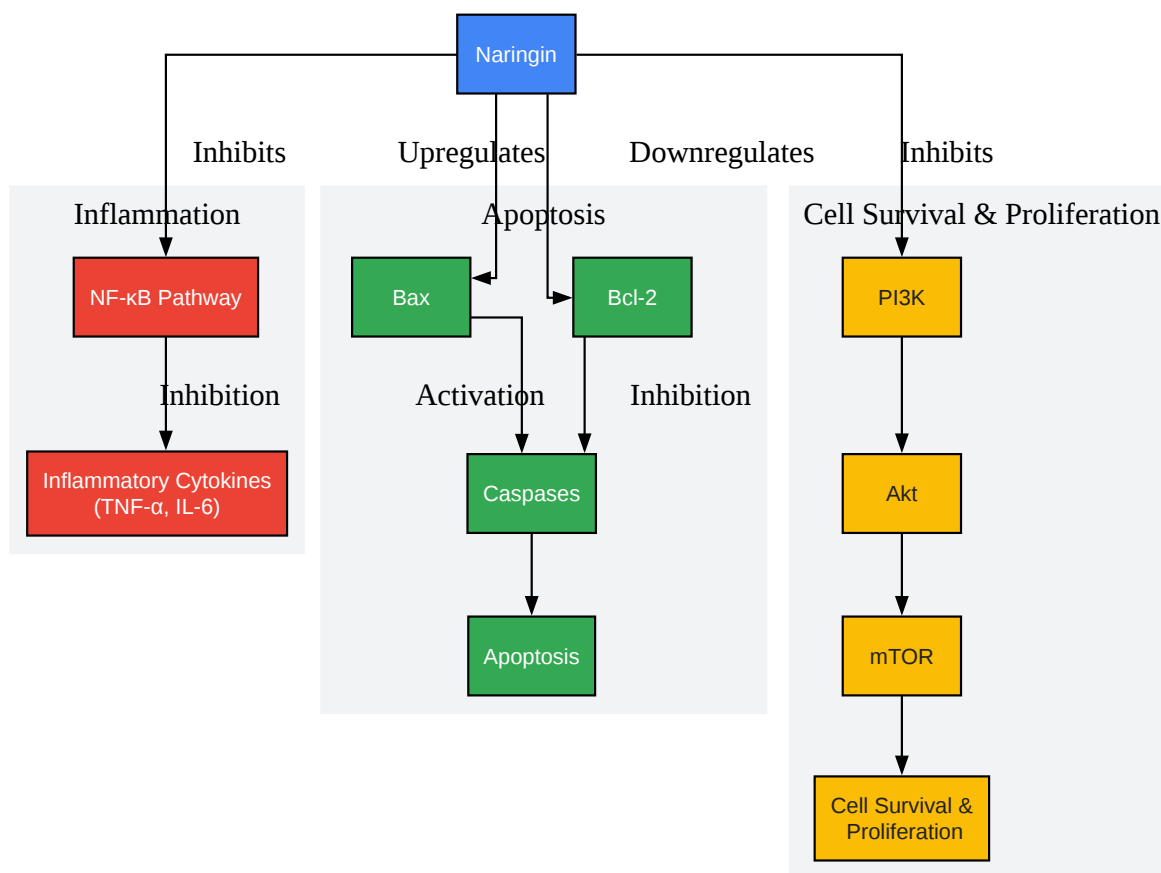 Naringin
Inhibits
Upregulates
Downregulates
Inhibits
Inflammation
Apoptosis
Cell Survival & Proliferation
NF-κB Pathway
Bax
Bcl-2
PI3K
Inhibition
Activation
Inhibition
Inflammatory Cytokines
(TNF-α, IL-6)
Caspases
Akt
Apoptosis
mTOR
Cell Survival &
Proliferation